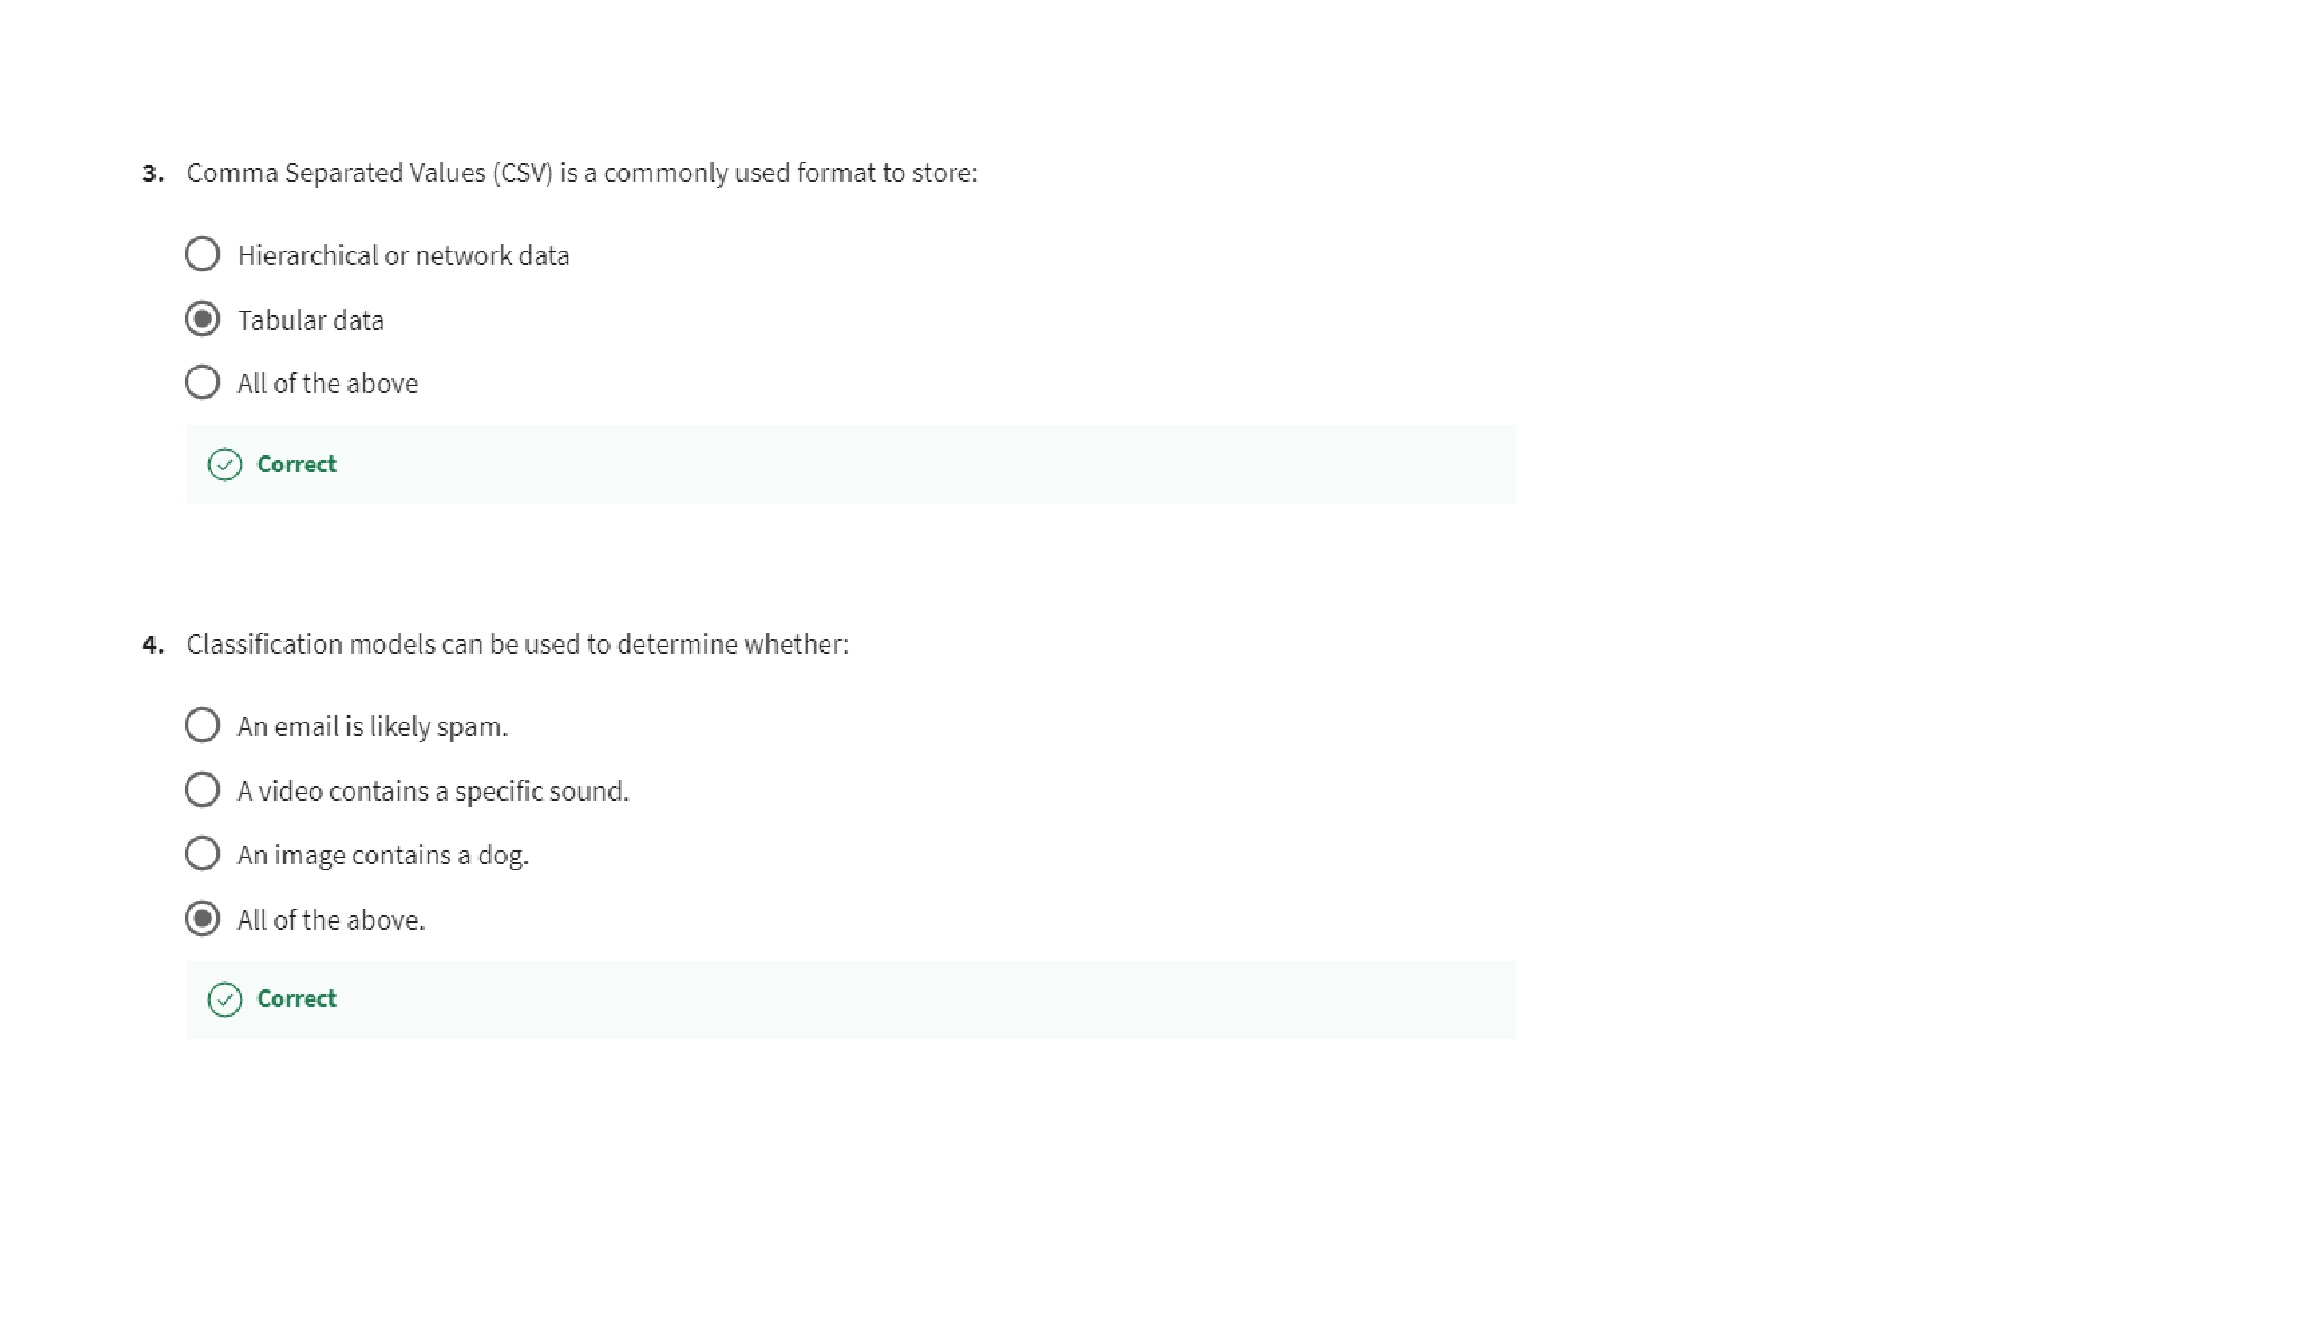 3. Comma Separated Values (CSV) is a commonly used format to store:
Hierarchical or network data
Tabular data
All of the above
Correct
4. Classification models can be used to determine whether:
An email is likely spam.
A video contains a specific sound.
An image contains a dog.
All of the above.
Correct